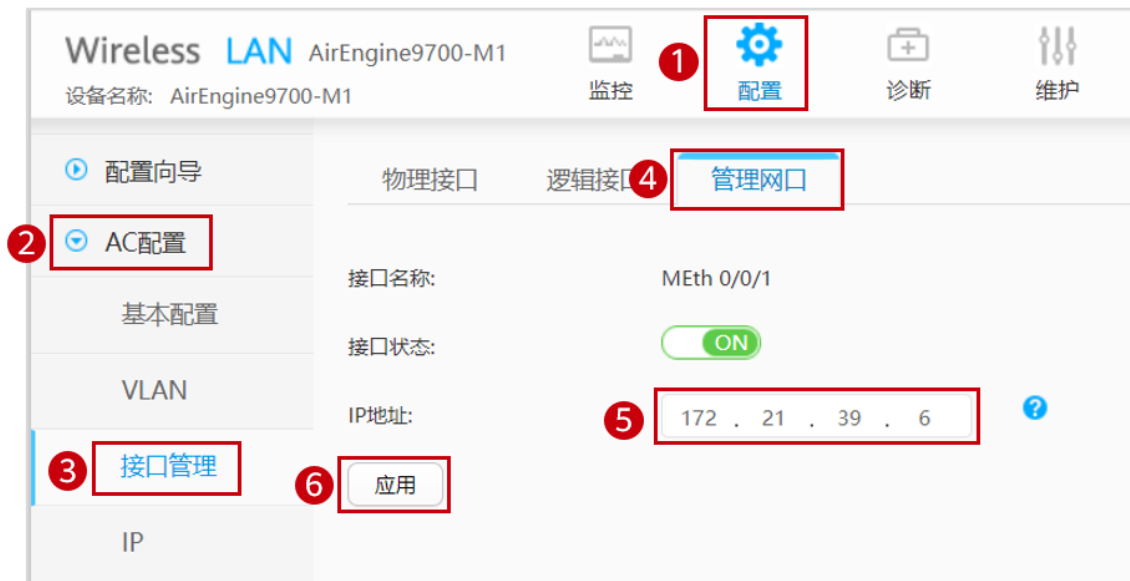 Wireless LAN AirEngine9700-M1
设备名称: AirEngine9700-M1
监控
1
配置
诊断
维护
配置向导
2
AC配置
基本配置
VLAN
3
接口管理
IP
物理接口
逻辑接口
4
管理网口
接口名称:
MEth 0/0/1
接口状态:
ON
IP地址:
5
172 . 21 . 39 . 6
?
6
应用